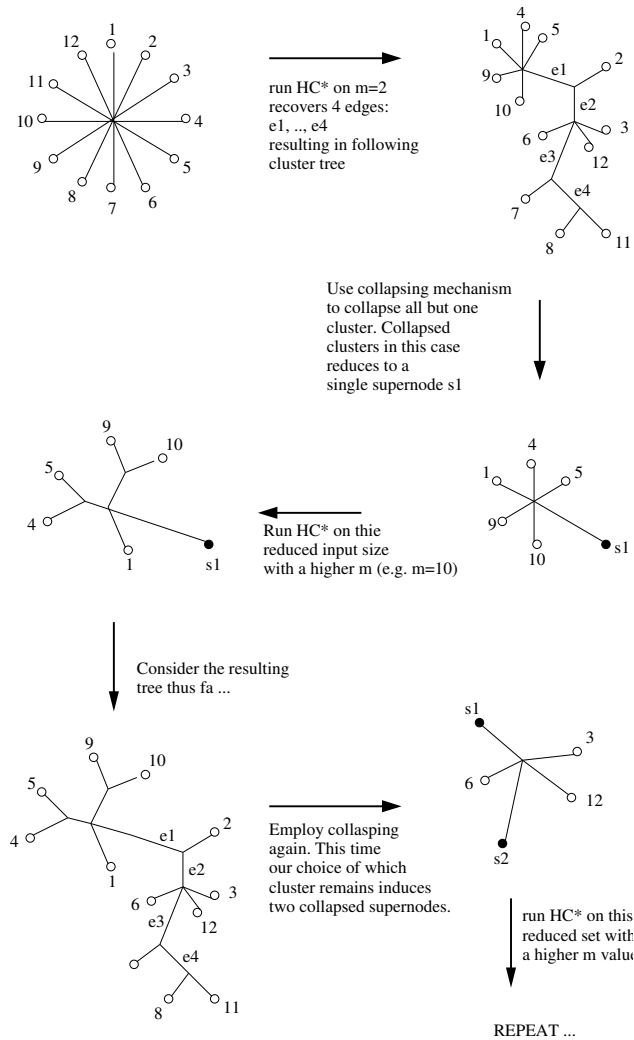 1
12
2
11
3
10
4
9
5
8
6
7
run HC* on m=2
recovers 4 edges:
e1, .., e4
resulting in following
cluster tree
4
1
5
9
e1
2
10
e2
6
3
12
e3
e4
7
8
11
Use collapsing mechanism
to collapse all but one
cluster. Collapsed
clusters in this case
reduces to a
single supernode s1
4
1
5
9
10
s1
Run HC* on thie
reduced input size
with a higher m (e.g. m=10)
9
10
5
4
1
s1
Consider the resulting
tree thus fa ...
9
10
5
4
1
e1
2
e2
6
3
12
e3
e4
8
11
Employ collasping
again. This time
our choice of which
cluster remains induces
two collapsed supernodes.
s1
3
6
12
s2
run HC* on this
reduced set with
a higher m value
REPEAT ...